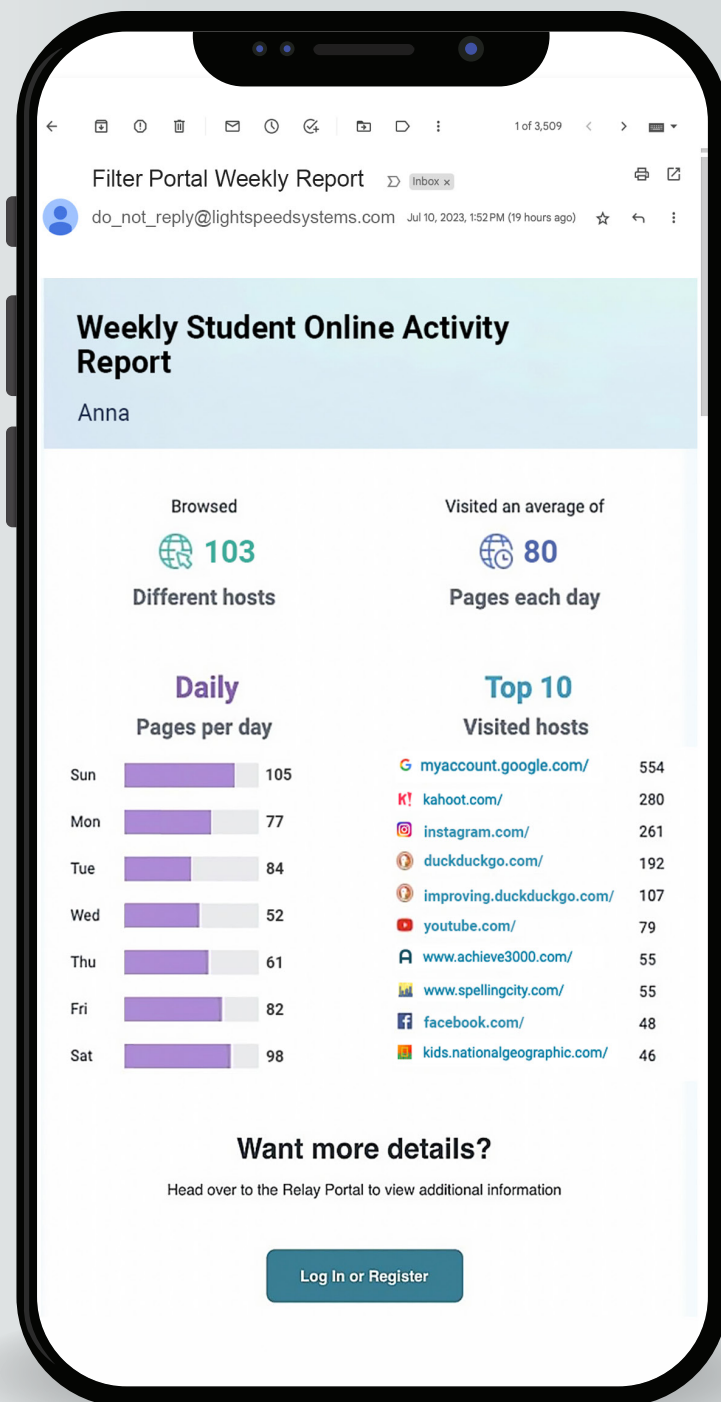 1 of 3,509
Filter Portal Weekly Report
Inbox x
do_not_reply@lightspeedsystems.com Jul 10, 2023, 1:52 PM (19 hours ago)
Weekly Student Online Activity
Report
Anna
Browsed
103
Different hosts
Visited an average of
80
Pages each day
Daily
Pages per day
Sun 105
Mon 77
Tue 84
Wed 52
Thu 61
Fri 82
Sat 98
Top 10
Visited hosts
G myaccount.google.com/ 554
K! kahoot.com/ 280
instagram.com/ 261
duckduckgo.com/ 192
improving.duckduckgo.com/ 107
youtube.com/ 79
www.achieve3000.com/ 55
www.spellingcity.com/ 55
f facebook.com/ 48
kids.nationalgeographic.com/ 46
Want more details?
Head over to the Relay Portal to view additional information
Log In or Register